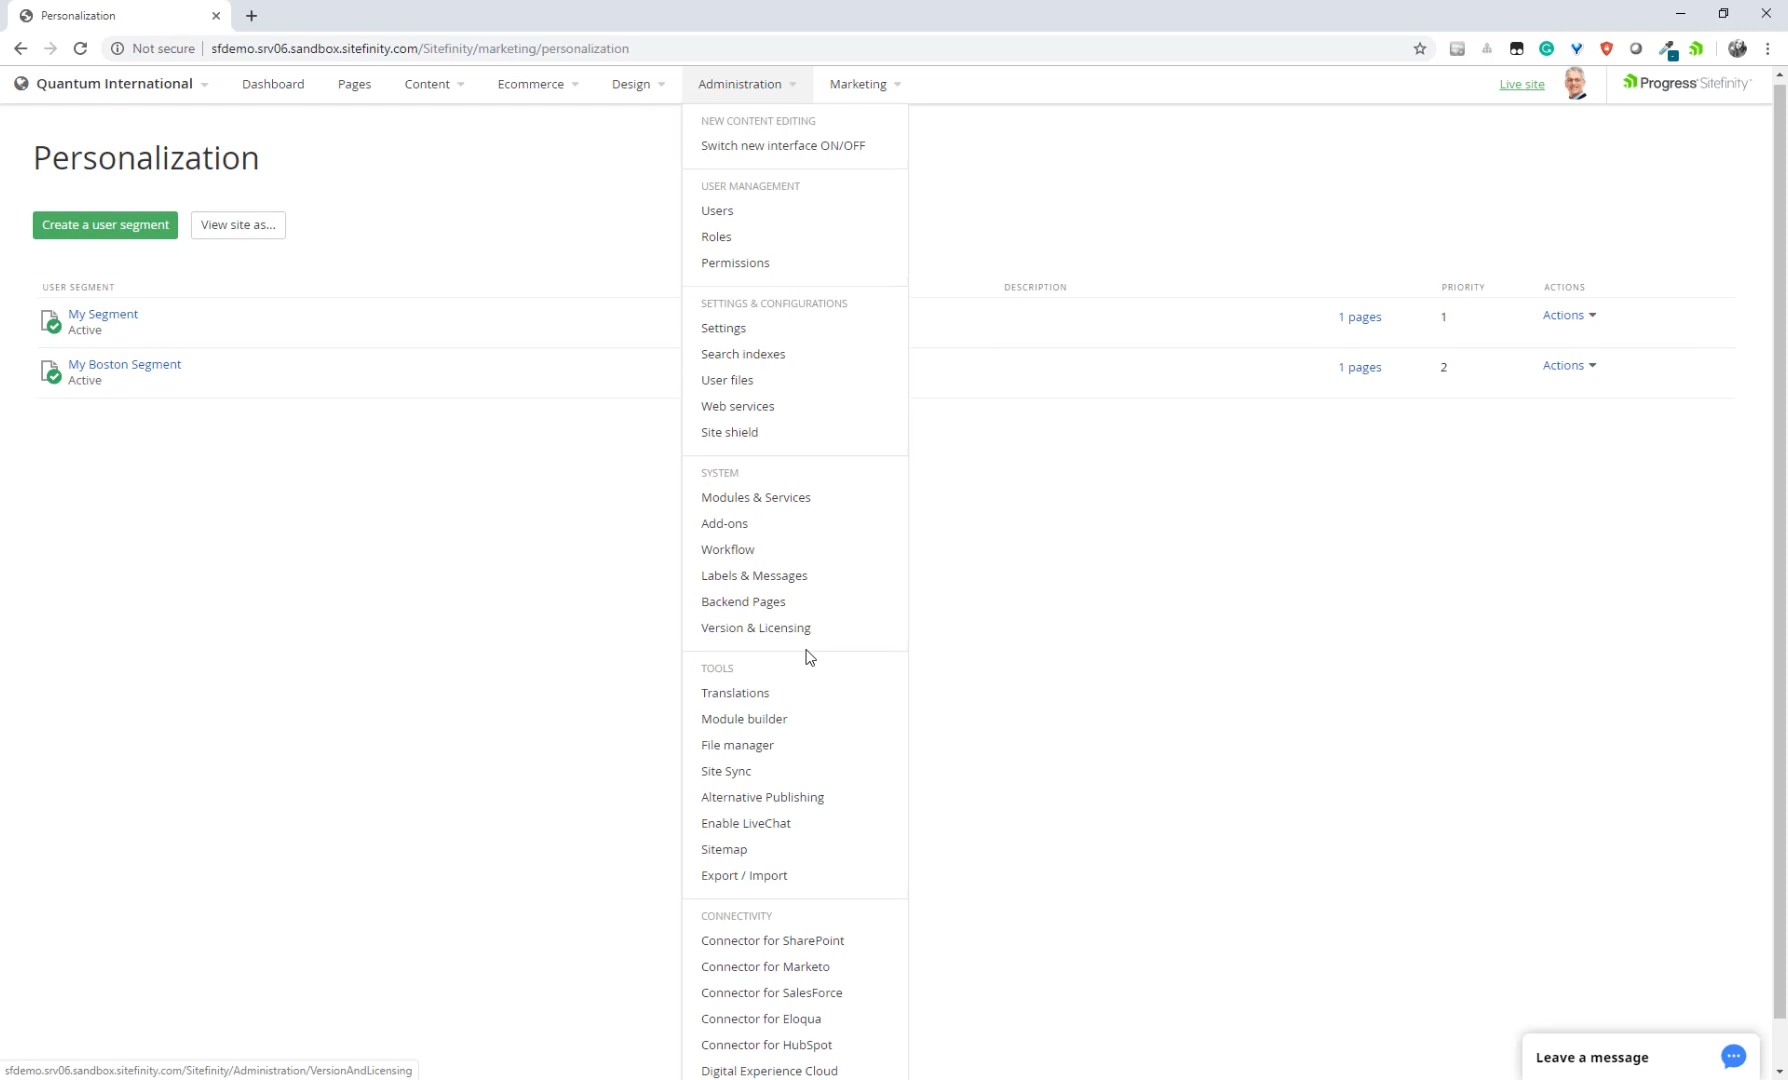 Personalization
Not secure | sfdemo.srv06.sandbox.sitefinity.com/Sitefinity/marketing/personalization
Quantum International Dashboard Pages Content Ecommerce Design Administration Marketing Live site Progress Sitefinity
Personalization
Create a user segment View site as...
USER SEGMENT DESCRIPTION PRIORITY ACTIONS
My Segment 1 pages 1 Actions
Active
My Boston Segment 1 pages 2 Actions
Active
NEW CONTENT EDITING
Switch new interface ON/OFF
USER MANAGEMENT
Users
Roles
Permissions
SETTINGS & CONFIGURATIONS
Settings
Search indexes
User files
Web services
Site shield
SYSTEM
Modules & Services
Add-ons
Workflow
Labels & Messages
Backend Pages
Version & Licensing
TOOLS
Translations
Module builder
File manager
Site Sync
Alternative Publishing
Enable LiveChat
Sitemap
Export / Import
CONNECTIVITY
Connector for SharePoint
Connector for Marketo
Connector for SalesForce
Connector for Eloqua
Connector for HubSpot
Digital Experience Cloud
Leave a message
sfdemo.srv06.sandbox.sitefinity.com/Sitefinity/Administration/VersionAndLicensing